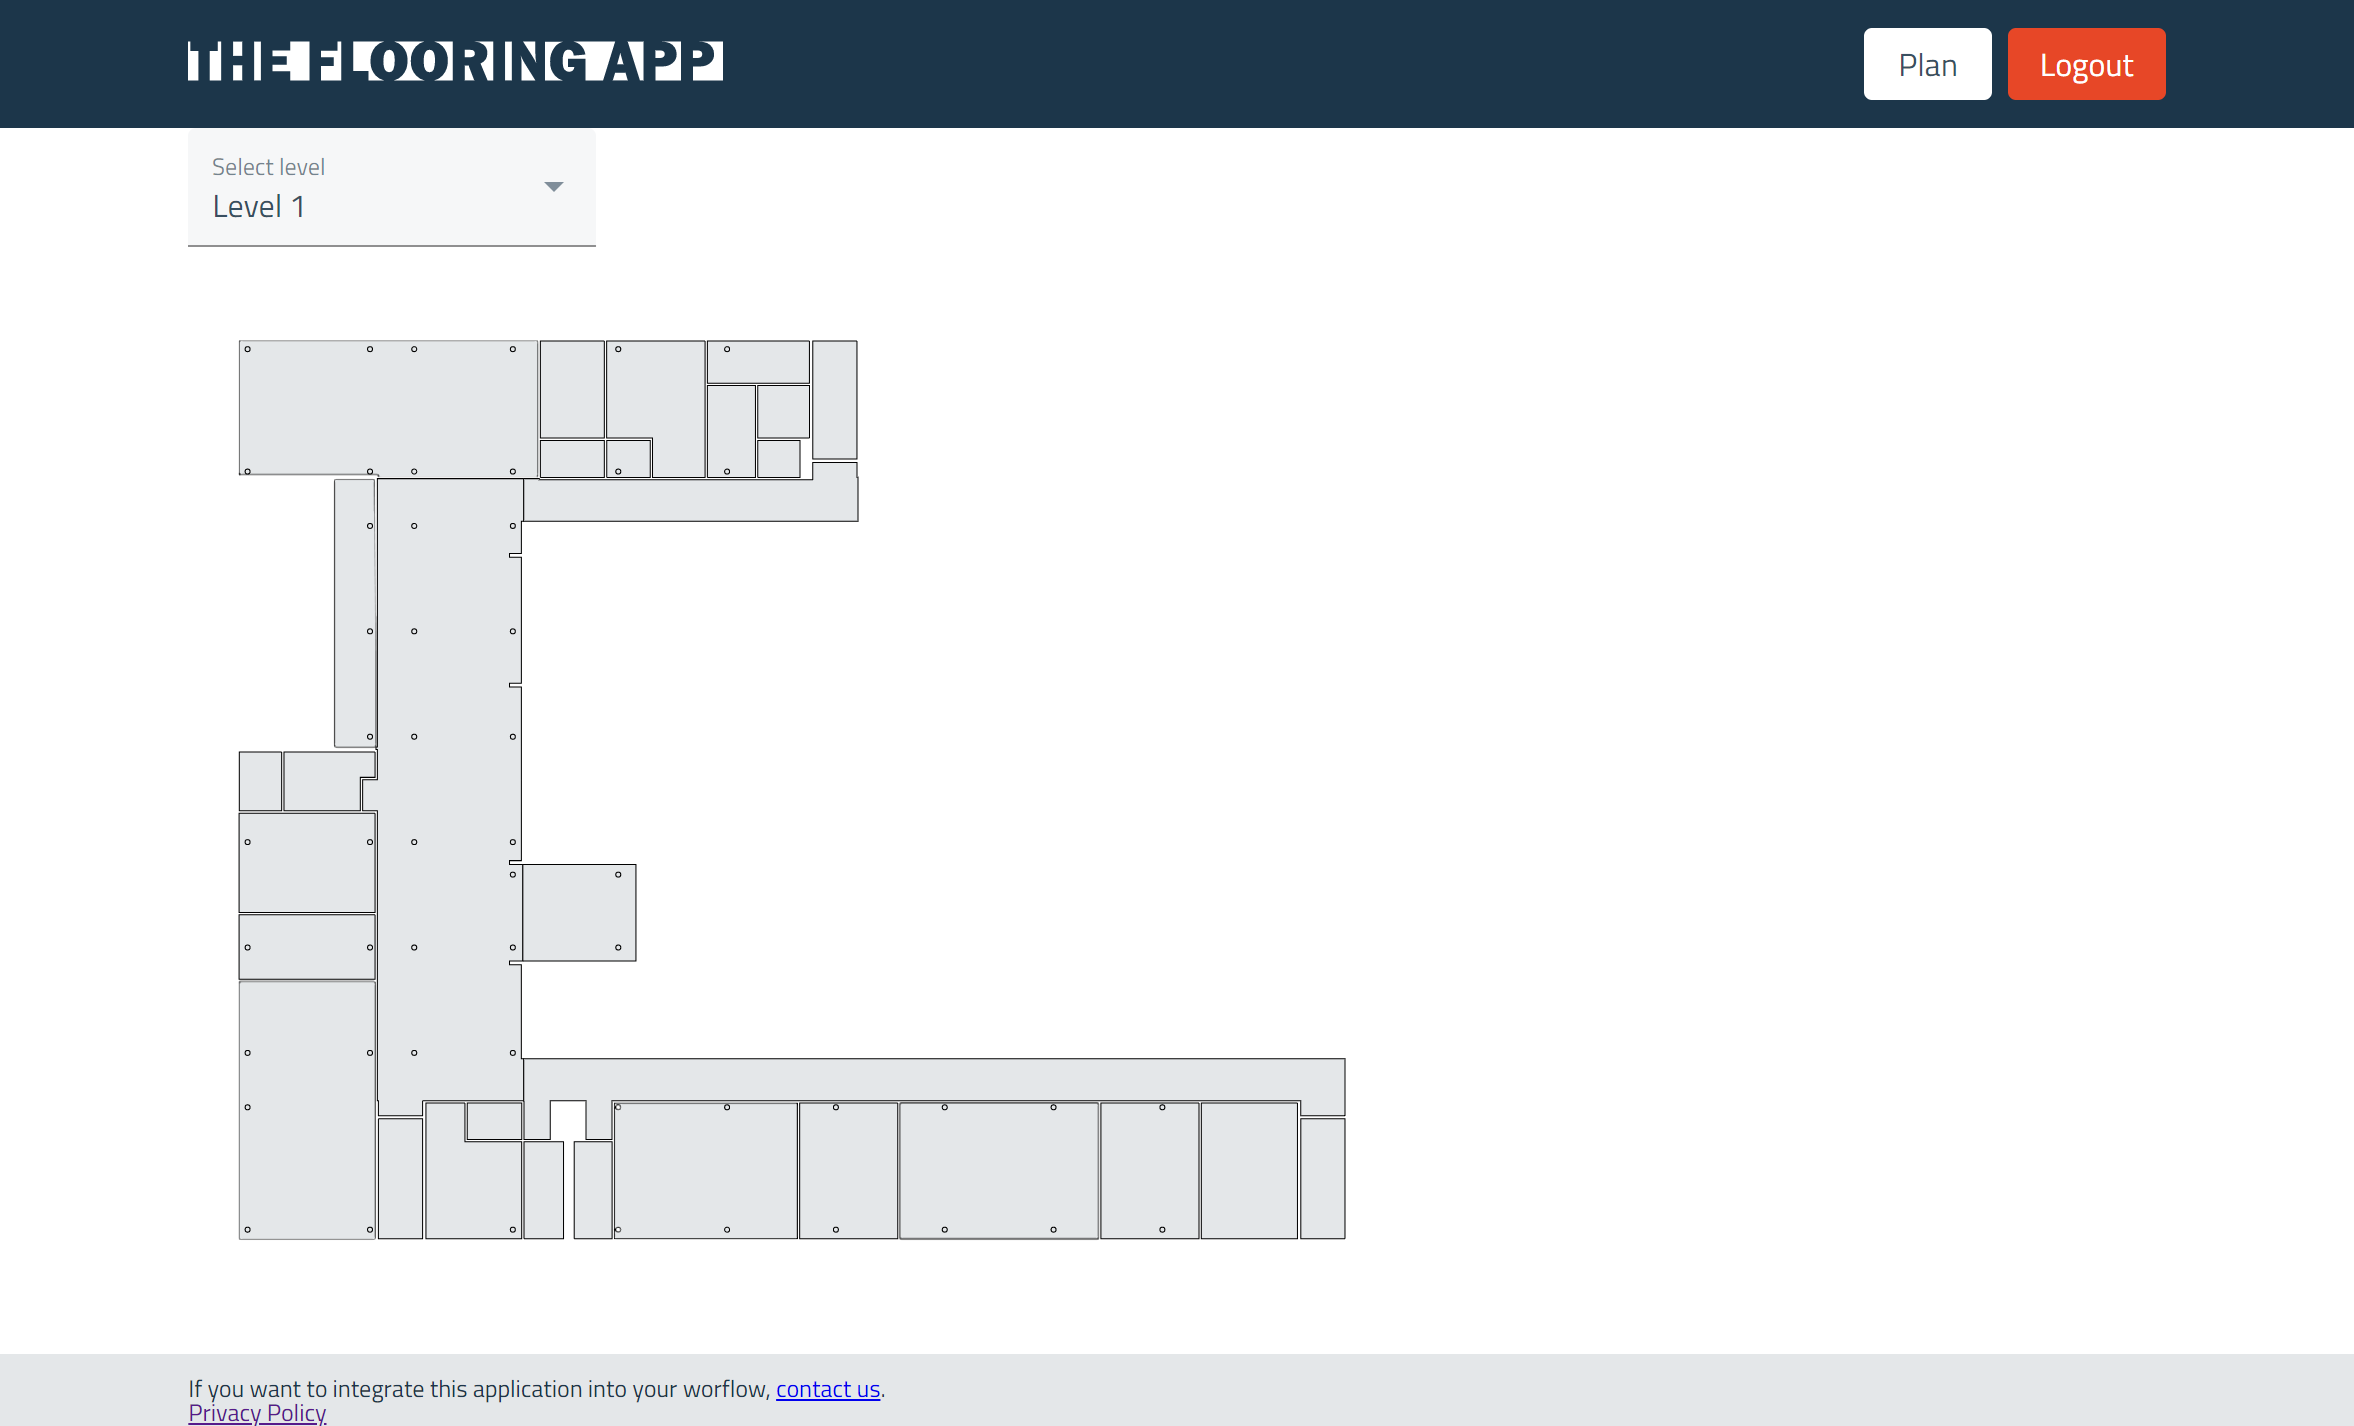 THE FLOORING APP
Plan
Logout
Select level
Level 1
If you want to integrate this application into your worflow, contact us.
Privacy Policy